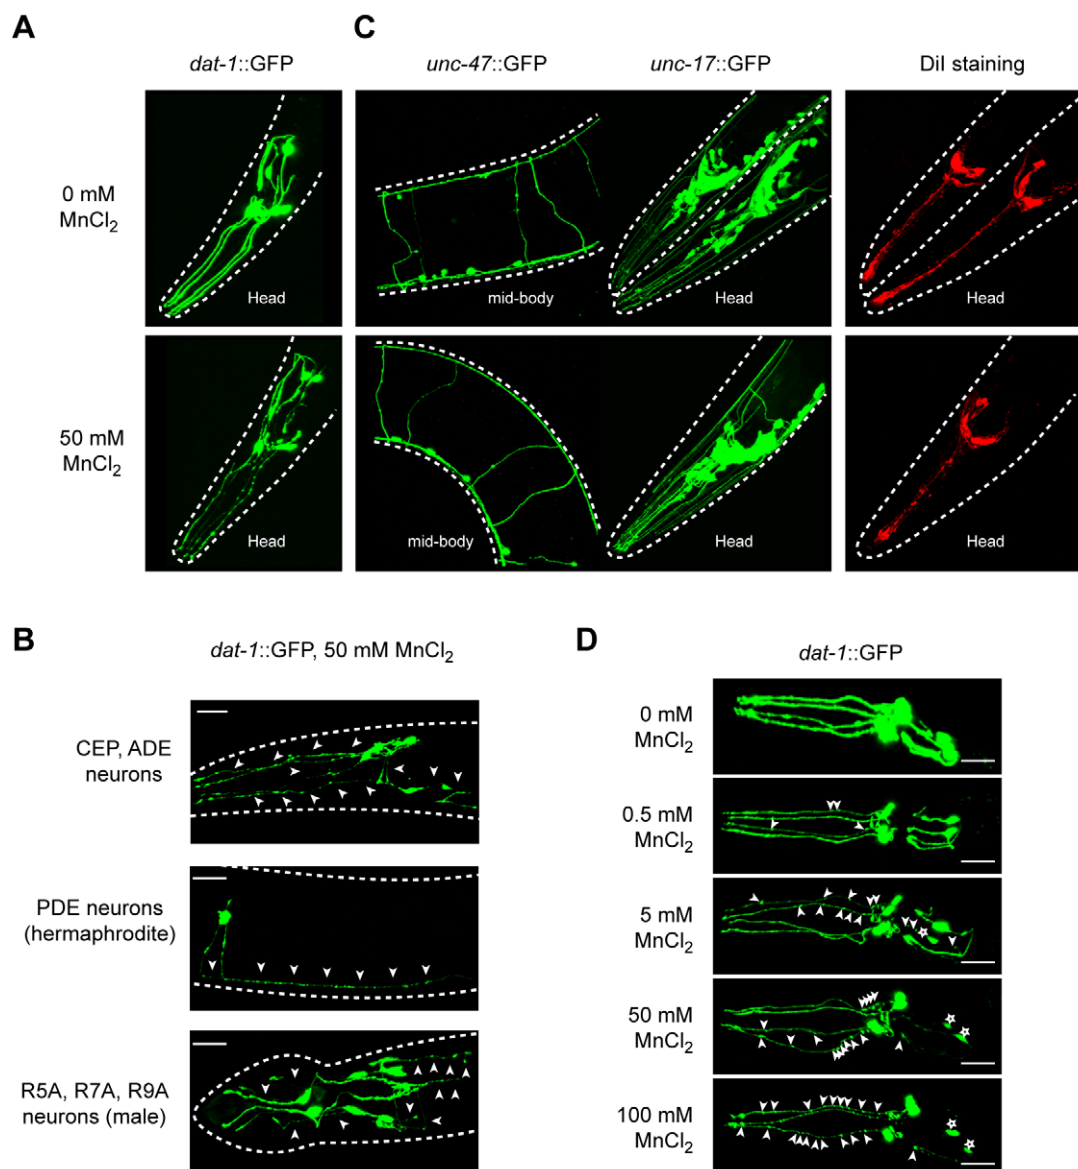 A
C
dat-1::GFP
unc-47::GFP
unc-17::GFP
DiI staining
0 mM
MnCl2
Head
mid-body
Head
50 mM
MnCl2
Head
mid-body
Head
B
dat-1::GFP, 50 mM MnCl2
CEP, ADE
neurons
PDE neurons
(hermaphrodite)
R5A, R7A, R9A
neurons (male)
D
dat-1::GFP
0 mM
MnCl2
0.5 mM
MnCl2
5 mM
MnCl2
50 mM
MnCl2
100 mM
MnCl2